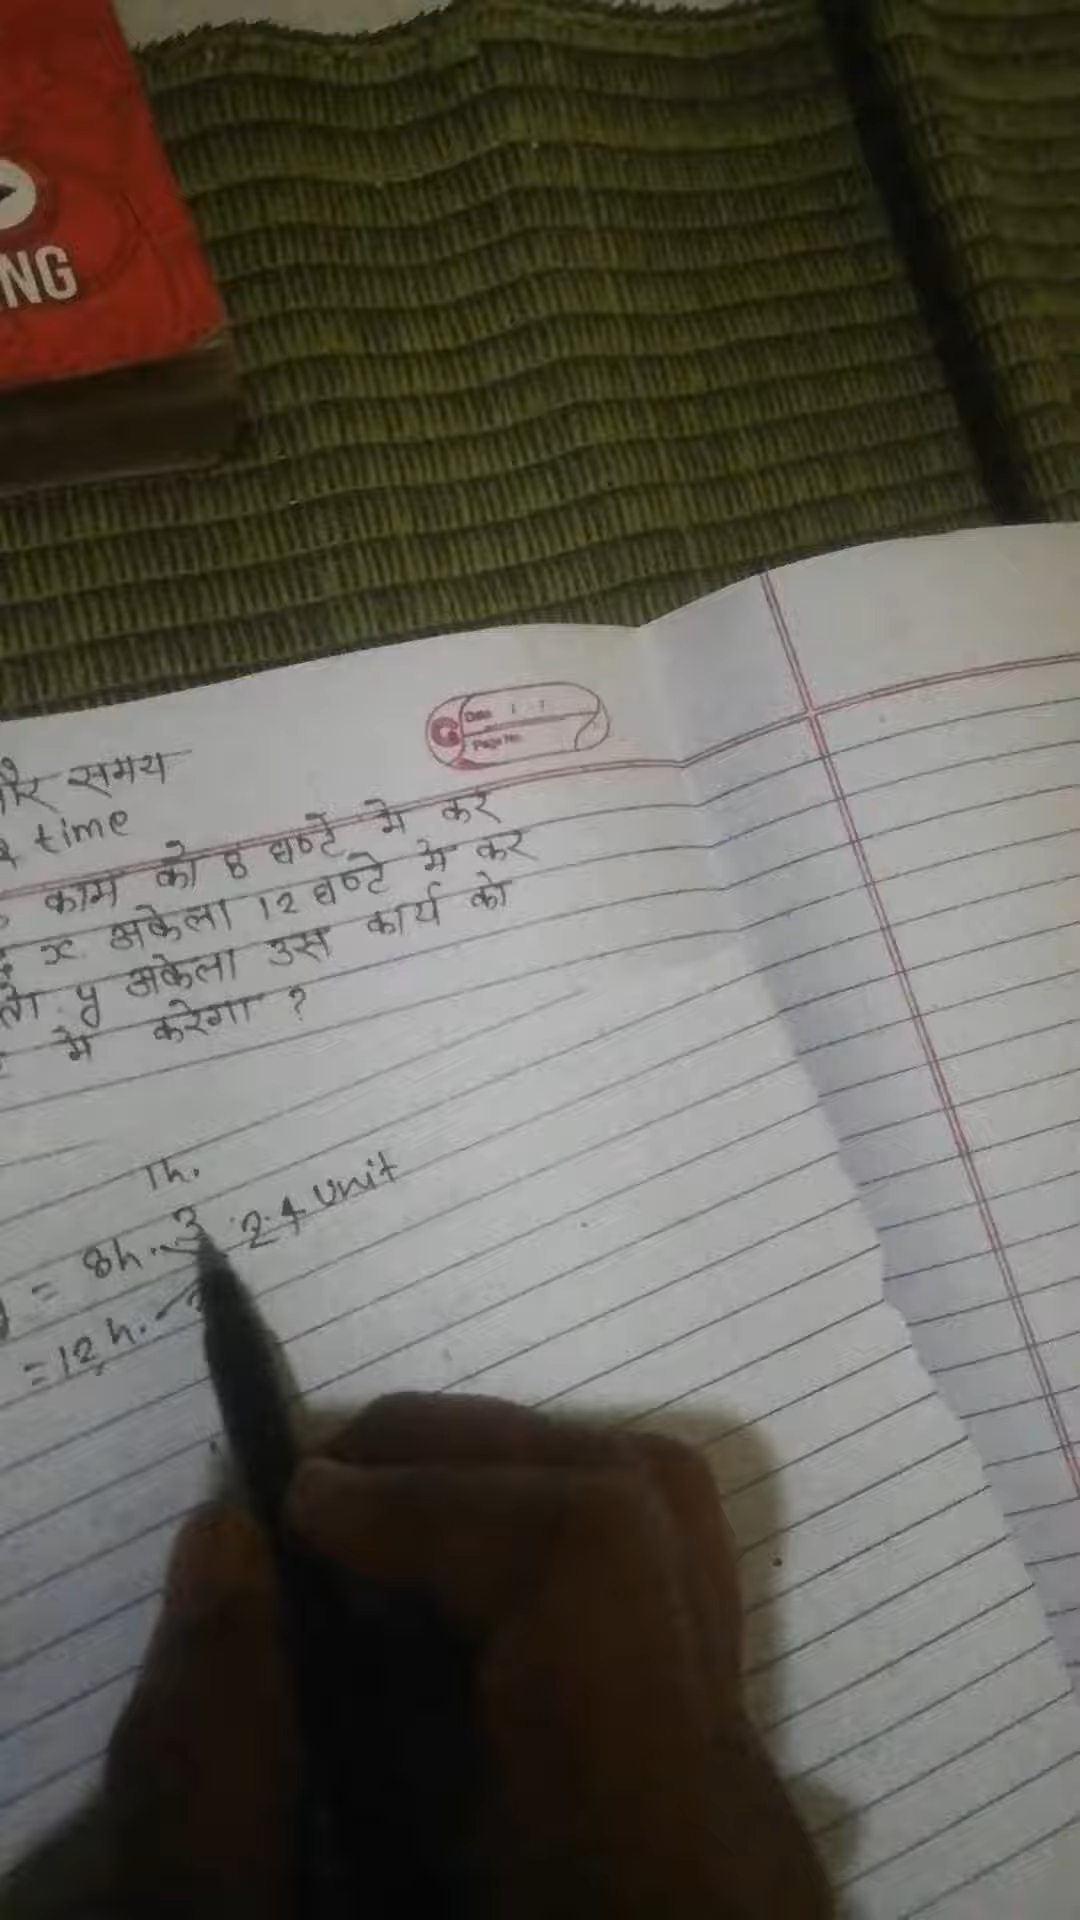 NG
Date
Page No.
समय
time
काम को 8 घण्टे मे कर
x अकेला 12 घण्टे मे कर
y अकेला उस कार्य को
मे करेगा ?
1h.
= 8h. 3 24 unit
= 12 h.